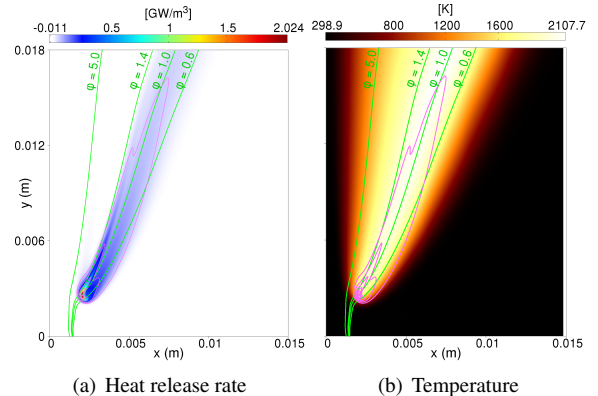 [GW/m³]
-0.011 0.5 1 1.5 2.024
0.018
0.012
0.006
0
y (m)
φ = 5.0
φ = 1.4
φ = 1.0
φ = 0.6
0 0.005 0.01 0.015
x (m)
(a) Heat release rate
[K]
298.9 800 1200 1600 2107.7
φ = 5.0
φ = 1.4
φ = 1.0
φ = 0.6
0 0.005 0.01 0.015
x (m)
(b) Temperature